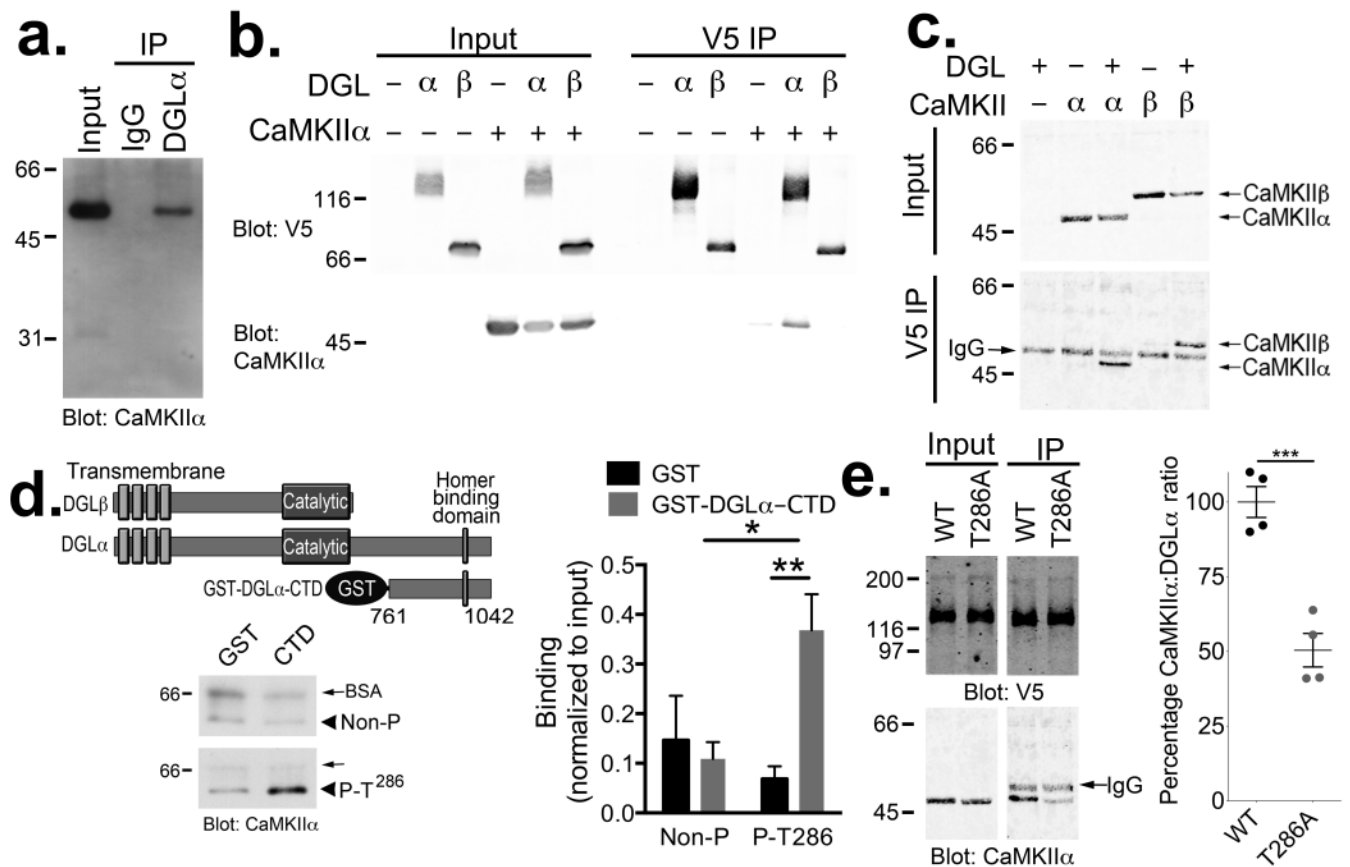 a.
IP
Input
IgG
DGLα
66
45
31
Blot: CaMKIIα
b.
Input
V5 IP
DGL
– α β – α β
– α β – α β
CaMKIIα
– – – + + +
– – – + + +
116
Blot: V5
66
Blot:
CaMKIIα
45
c.
DGL + – + – +
CaMKII – α α β β
Input
66
CaMKIIβ
CaMKIIα
45
V5 IP
66
IgG
CaMKIIβ
CaMKIIα
45
d.
Transmembrane
Homer
binding
domain
DGLβ
Catalytic
DGLα
Catalytic
GST-DGLα-CTD
GST
761
1042
GST
CTD
66
BSA
Non-P
66
P-T286
Blot: CaMKIIα
GST
GST-DGLα-CTD
*
**
Binding
(normalized to input)
0.5
0.4
0.3
0.2
0.1
0.0
Non-P
P-T286
e.
Input
IP
WT
T286A
WT
T286A
200
116
97
Blot: V5
66
IgG
45
Blot: CaMKIIα
Percentage CaMKIIα:DGLα ratio
***
100
75
50
25
0
WT
T286A